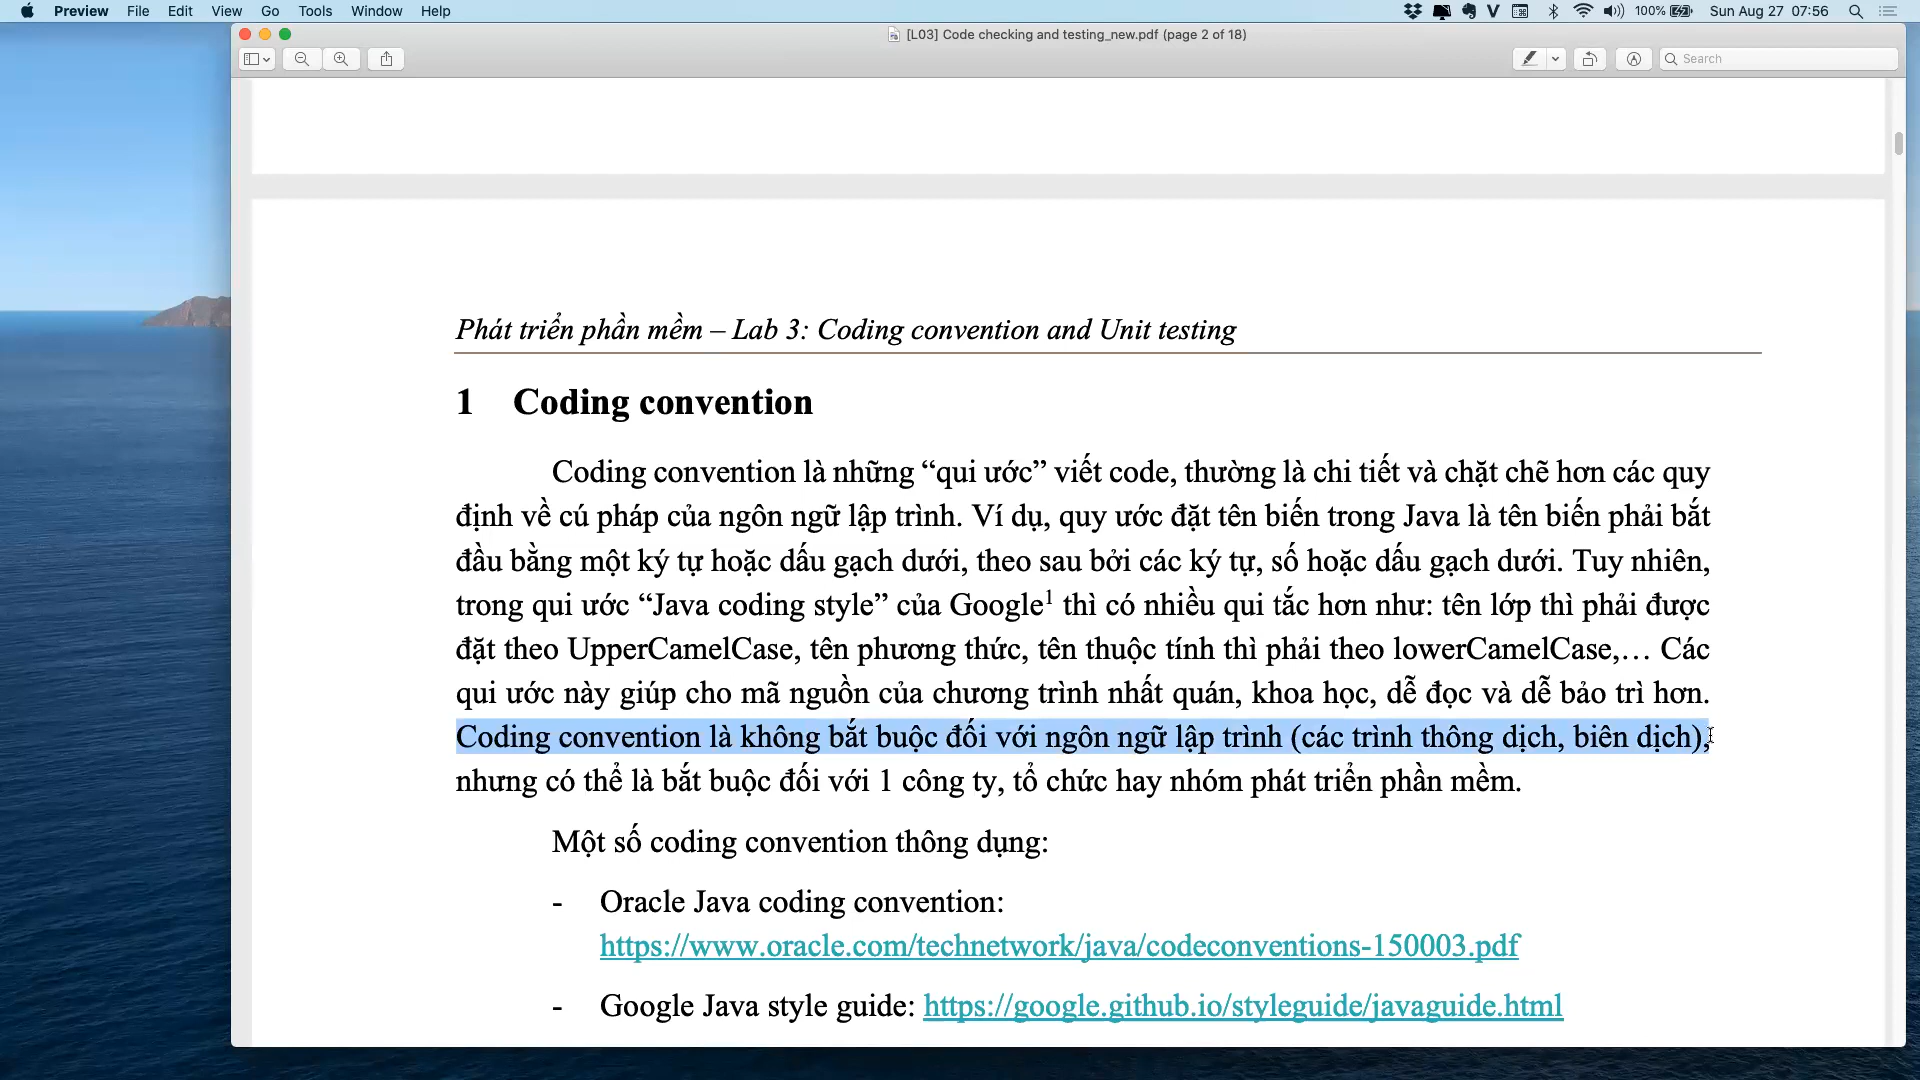 Preview File Edit View Go Tools Window Help 100% Sun Aug 27 07:56
[L03] Code checking and testing_new.pdf (page 2 of 18)
Search
Phát triển phần mềm – Lab 3: Coding convention and Unit testing
1 Coding convention
Coding convention là những “qui ước” viết code, thường là chi tiết và chặt chẽ hơn các quy
định về cú pháp của ngôn ngữ lập trình. Ví dụ, quy ước đặt tên biến trong Java là tên biến phải bắt
đầu bằng một ký tự hoặc dấu gạch dưới, theo sau bởi các ký tự, số hoặc dấu gạch dưới. Tuy nhiên,
trong qui ước “Java coding style” của Google1 thì có nhiều qui tắc hơn như: tên lớp thì phải được
đặt theo UpperCamelCase, tên phương thức, tên thuộc tính thì phải theo lowerCamelCase,… Các
qui ước này giúp cho mã nguồn của chương trình nhất quán, khoa học, dễ đọc và dễ bảo trì hơn.
Coding convention là không bắt buộc đối với ngôn ngữ lập trình (các trình thông dịch, biên dịch),
nhưng có thể là bắt buộc đối với 1 công ty, tổ chức hay nhóm phát triển phần mềm.
Một số coding convention thông dụng:
- Oracle Java coding convention:
https://www.oracle.com/technetwork/java/codeconventions-150003.pdf
- Google Java style guide: https://google.github.io/styleguide/javaguide.html